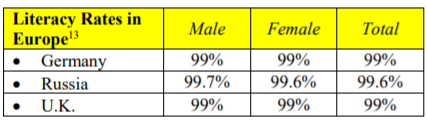 Literacy Rates in Male Female Total
Europe13
• Germany 99% 99% 99%
• Russia 99.7% 99.6% 99.6%
• U.K. 99% 99% 99%